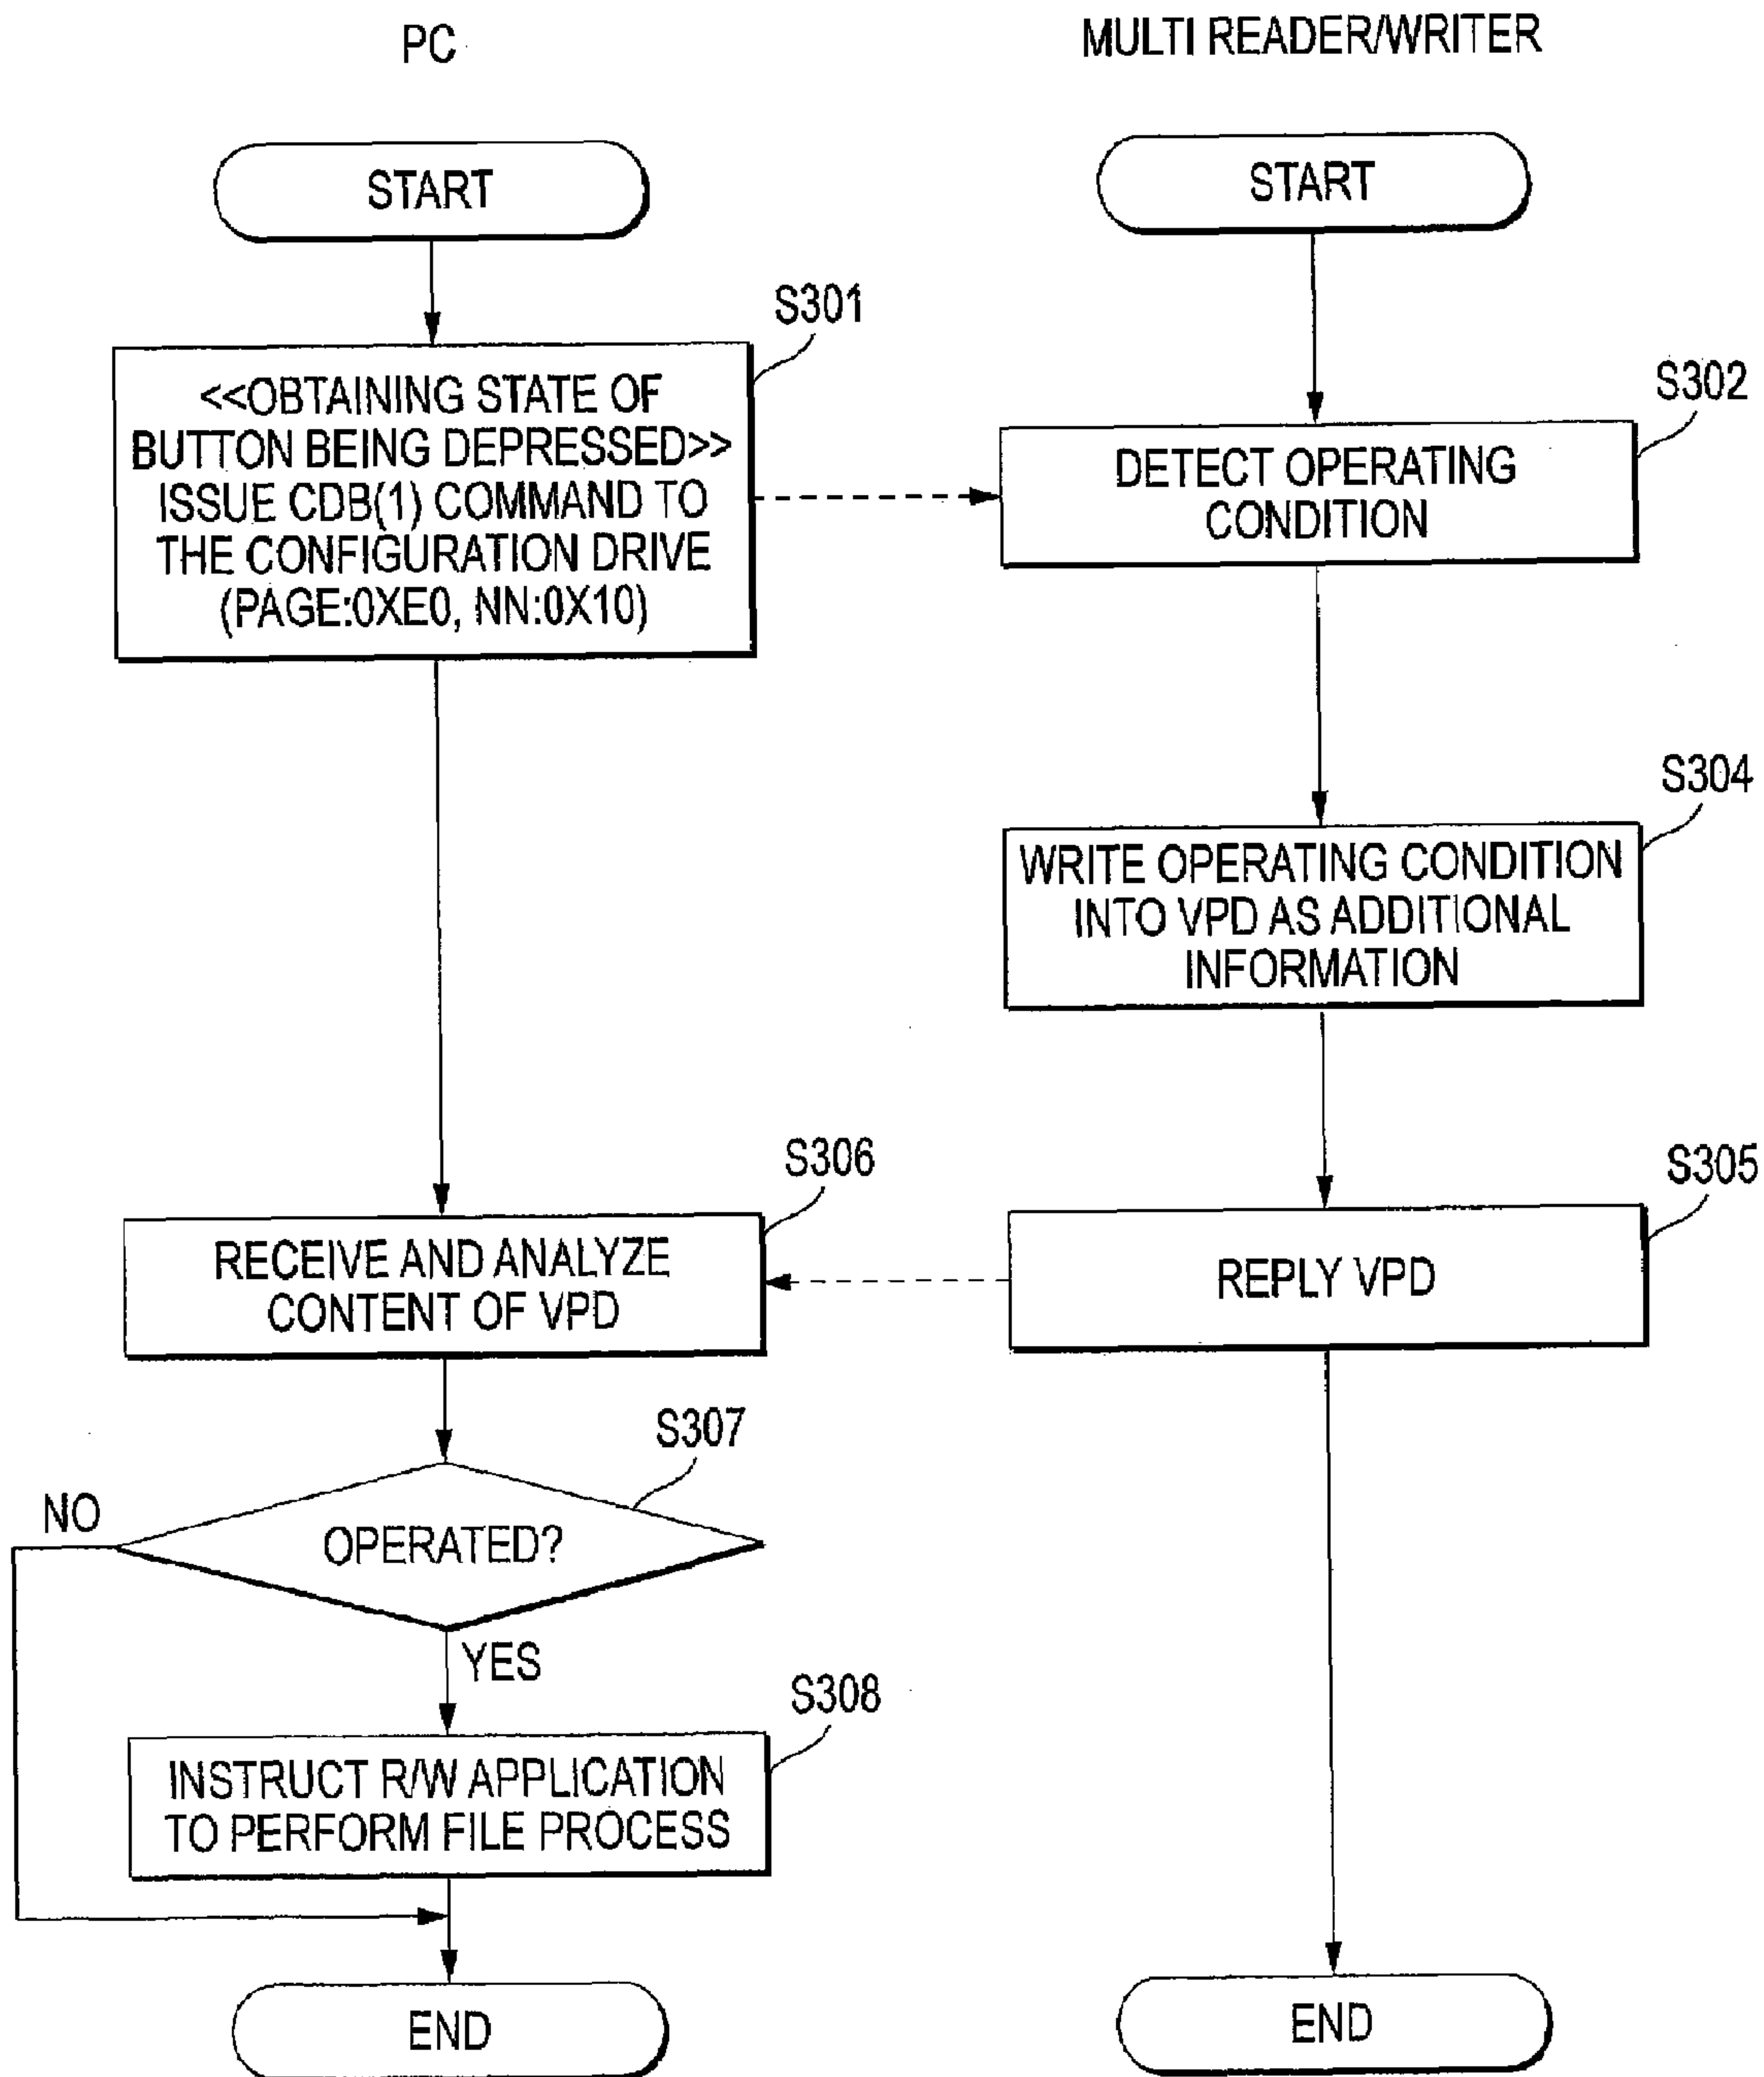 PC
MULTI READER/WRITER
START
START
S301
<<OBTAINING STATE OF
BUTTON BEING DEPRESSED>>
ISSUE CDB(1) COMMAND TO
THE CONFIGURATION DRIVE
(PAGE:0XE0, NN:0X10)
S302
DETECT OPERATING
CONDITION
S304
WRITE OPERATING CONDITION
INTO VPD AS ADDITIONAL
INFORMATION
S306
RECEIVE AND ANALYZE
CONTENT OF VPD
S305
REPLY VPD
S307
NO
OPERATED?
YES
S308
INSTRUCT R/W APPLICATION
TO PERFORM FILE PROCESS
END
END